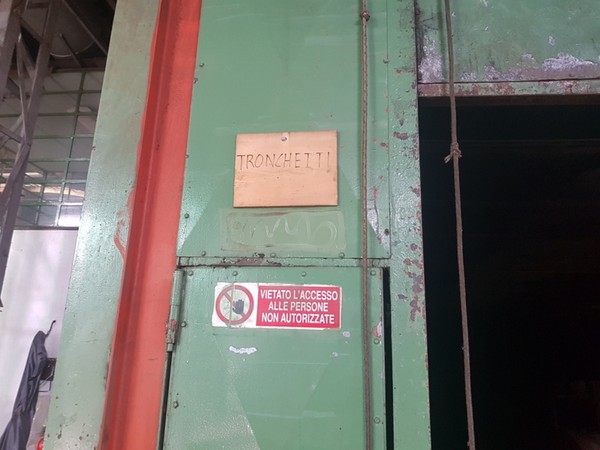 TRONCHETTI
VIETATO L'ACCESSO
ALLE PERSONE
NON AUTORIZZATE